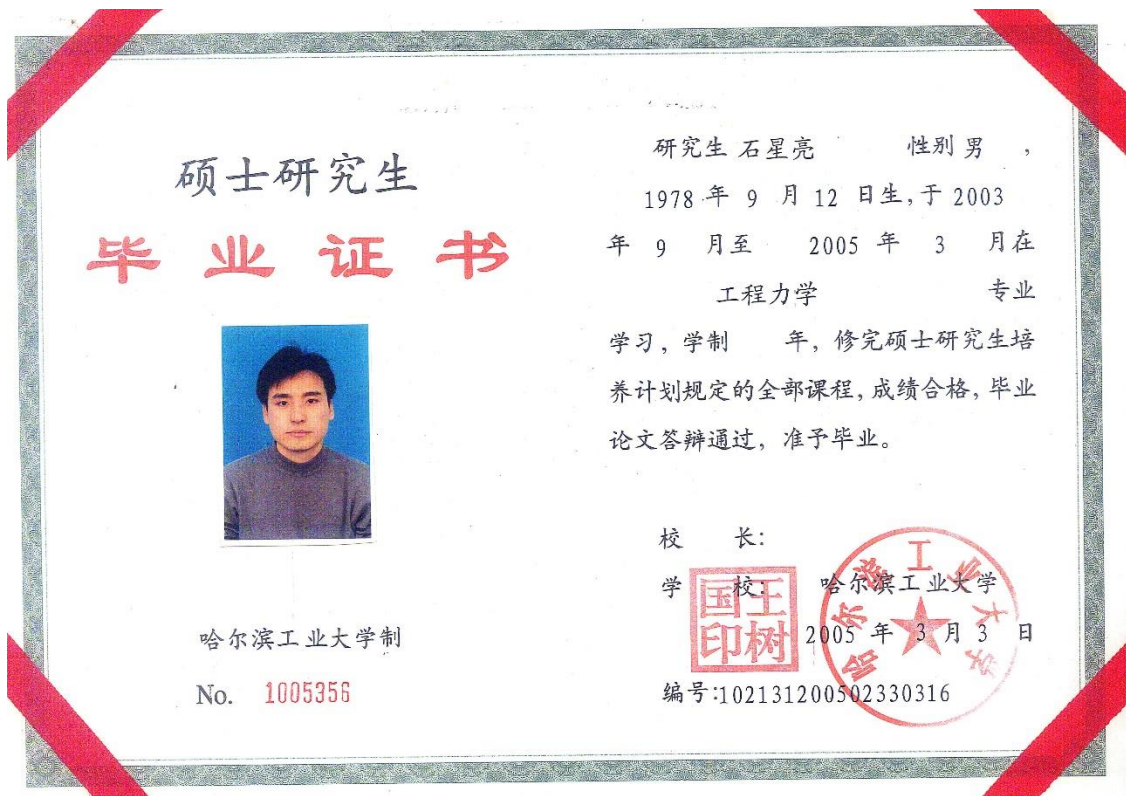 硕士研究生
毕业证书
哈尔滨工业大学制
No. 1005356
研究生 石星亮 性别 男 ,
1978 年 9 月 12 日生,于 2003
年 9 月至 2005 年 3 月在
工程力学 专业
学习, 学制 年, 修完硕士研究生培
养计划规定的全部课程, 成绩合格, 毕业
论文答辩通过, 准予毕业。
校 长:
学 校: 哈尔滨工业大学
2005 年 3 月 3 日
编号:102131200502330316
王树国印
哈尔滨工业大学